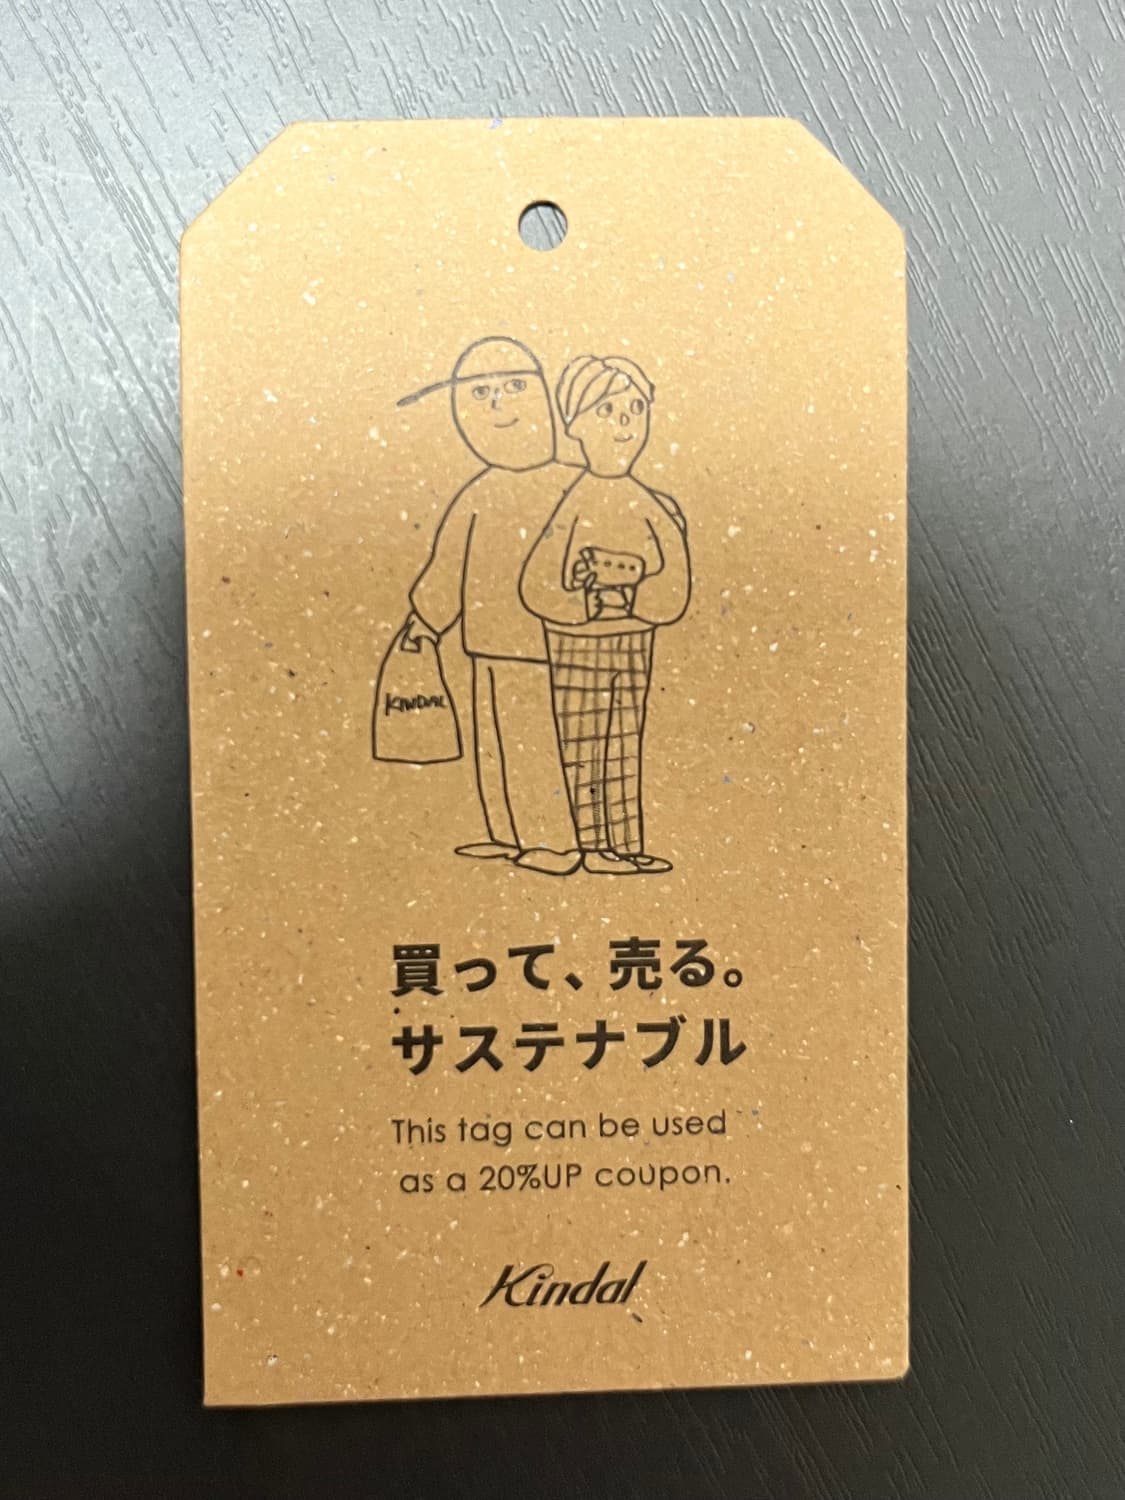 KINDAL
買って、売る。
サステナブル
This tag can be used
as a 20%UP coupon.
Kindal